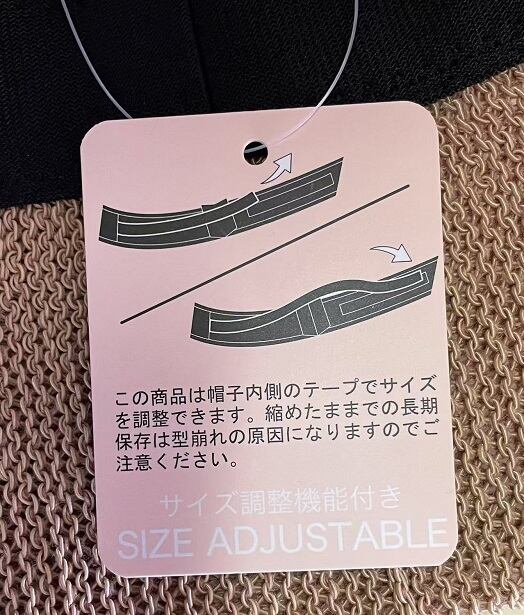 この商品は帽子内側のテープでサイズ
を調整できます。縮めたままでの長期
保存は型崩れの原因になりますのでご
注意ください。
サイズ調整機能付き
SIZE ADJUSTABLE